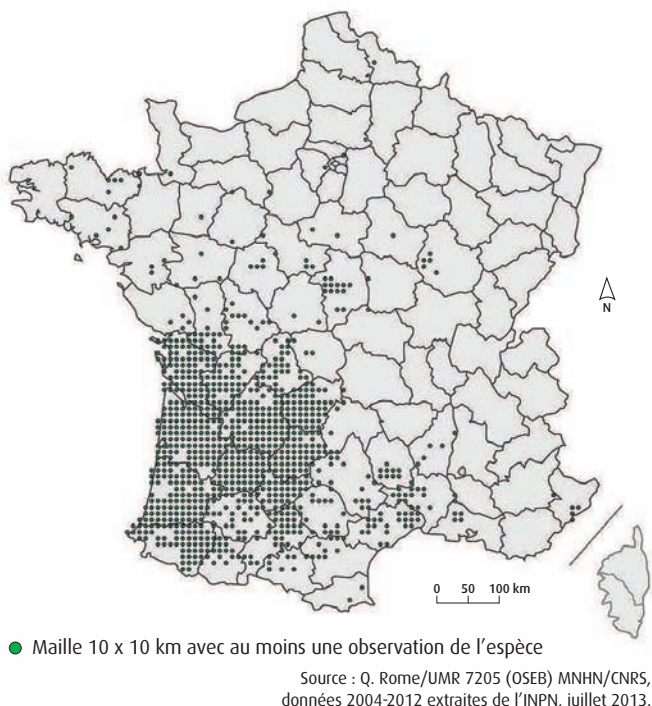 N
0 50 100 km
Maille 10 x 10 km avec au moins une observation de l'espèce
Source : Q. Rome/UMR 7205 (OSEB) MNHN/CNRS,
données 2004-2012 extraites de l'INPN, juillet 2013.